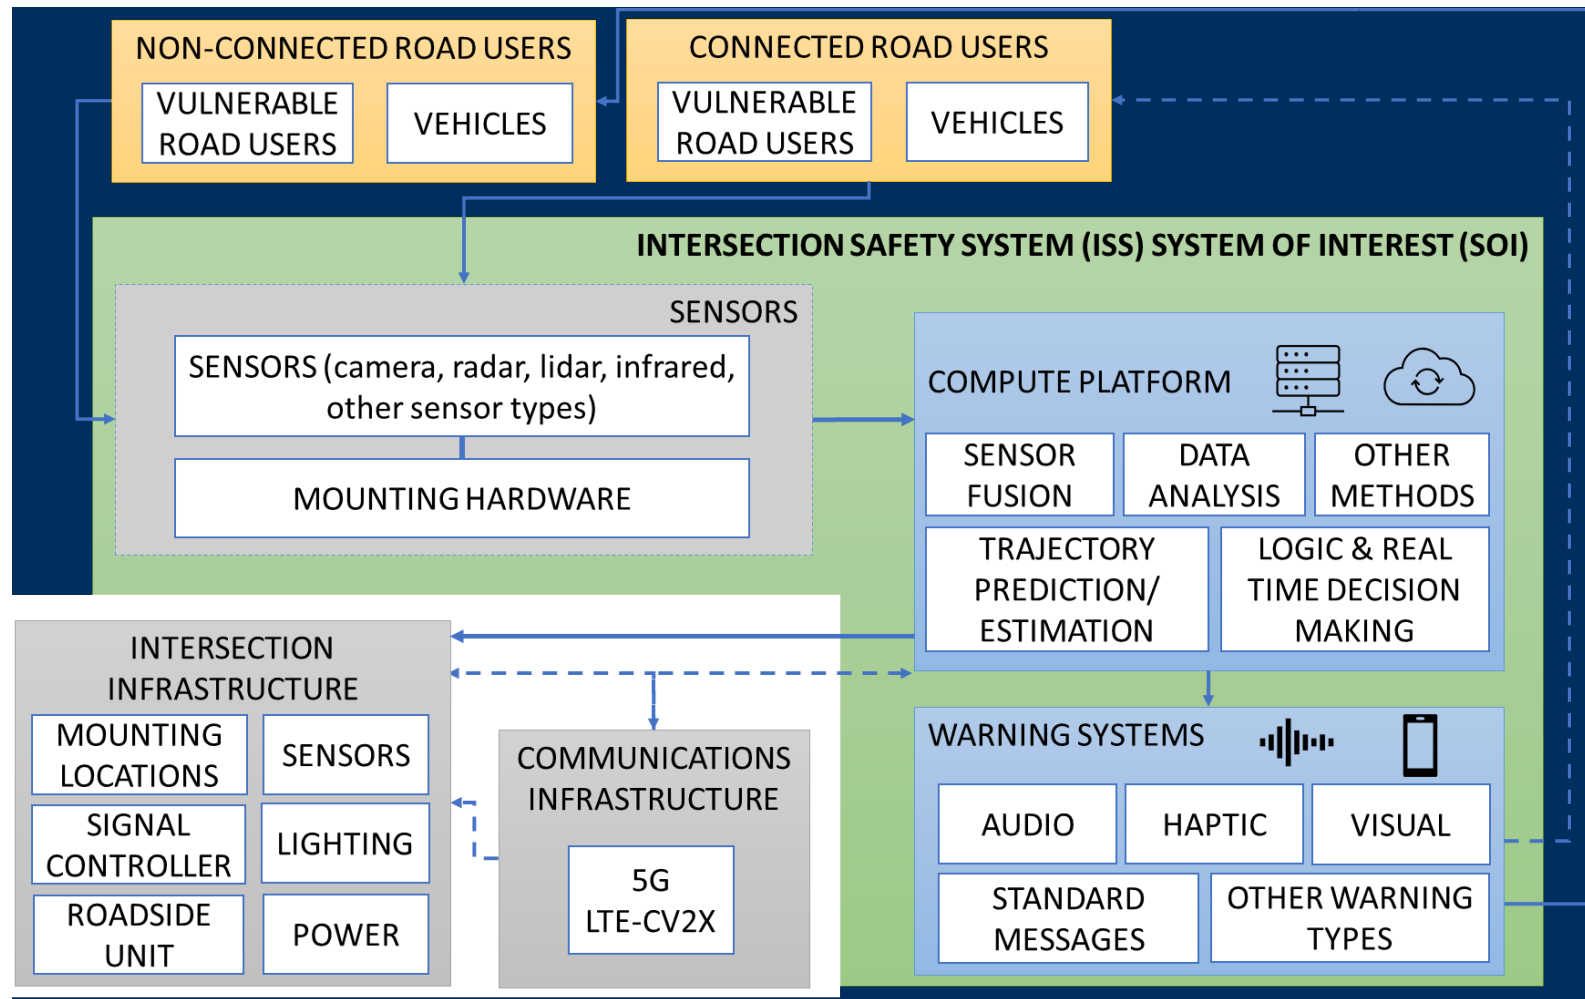 NON-CONNECTED ROAD USERS
VULNERABLE
ROAD USERS
VEHICLES
CONNECTED ROAD USERS
VULNERABLE
ROAD USERS
VEHICLES
INTERSECTION SAFETY SYSTEM (ISS) SYSTEM OF INTEREST (SOI)
SENSORS
SENSORS (camera, radar, lidar, infrared,
other sensor types)
MOUNTING HARDWARE
COMPUTE PLATFORM
SENSOR
FUSION
DATA
ANALYSIS
OTHER
METHODS
TRAJECTORY
PREDICTION/
ESTIMATION
LOGIC & REAL
TIME DECISION
MAKING
INTERSECTION
INFRASTRUCTURE
MOUNTING
LOCATIONS
SENSORS
SIGNAL
CONTROLLER
LIGHTING
ROADSIDE
UNIT
POWER
COMMUNICATIONS
INFRASTRUCTURE
5G
LTE-CV2X
WARNING SYSTEMS
AUDIO
HAPTIC
VISUAL
STANDARD
MESSAGES
OTHER WARNING
TYPES